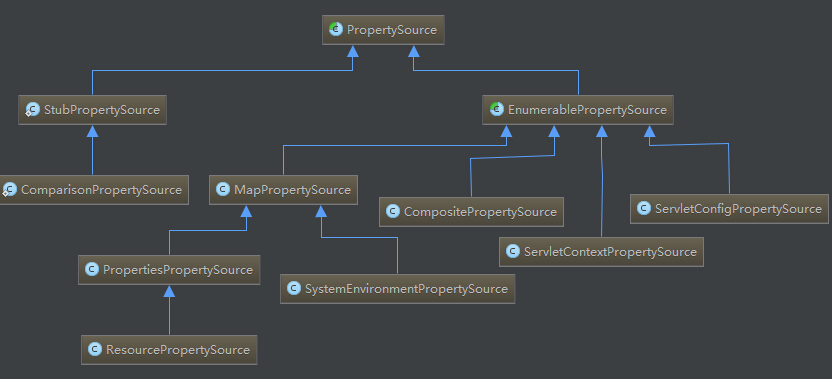 C PropertySource
C StubPropertySource
C EnumerablePropertySource
C ComparisonPropertySource
C MapPropertySource
C CompositePropertySource
C ServletConfigPropertySource
C ServletContextPropertySource
C PropertiesPropertySource
C SystemEnvironmentPropertySource
C ResourcePropertySource